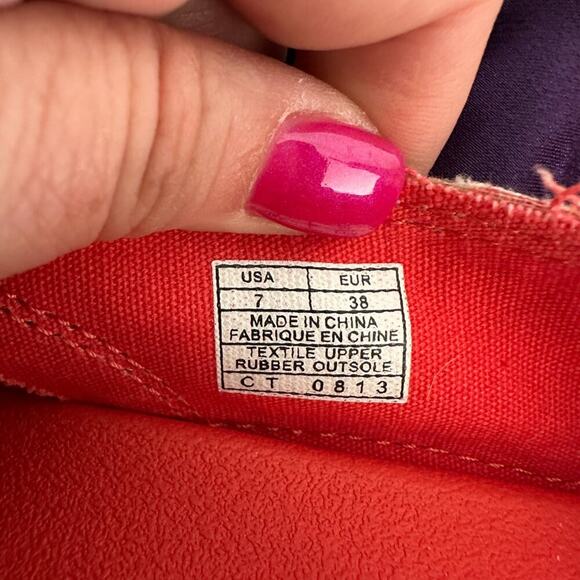 USA EUR
7 38
MADE IN CHINA
FABRIQUE EN CHINE
TEXTILE UPPER
RUBBER OUTSOLE
CT 0813